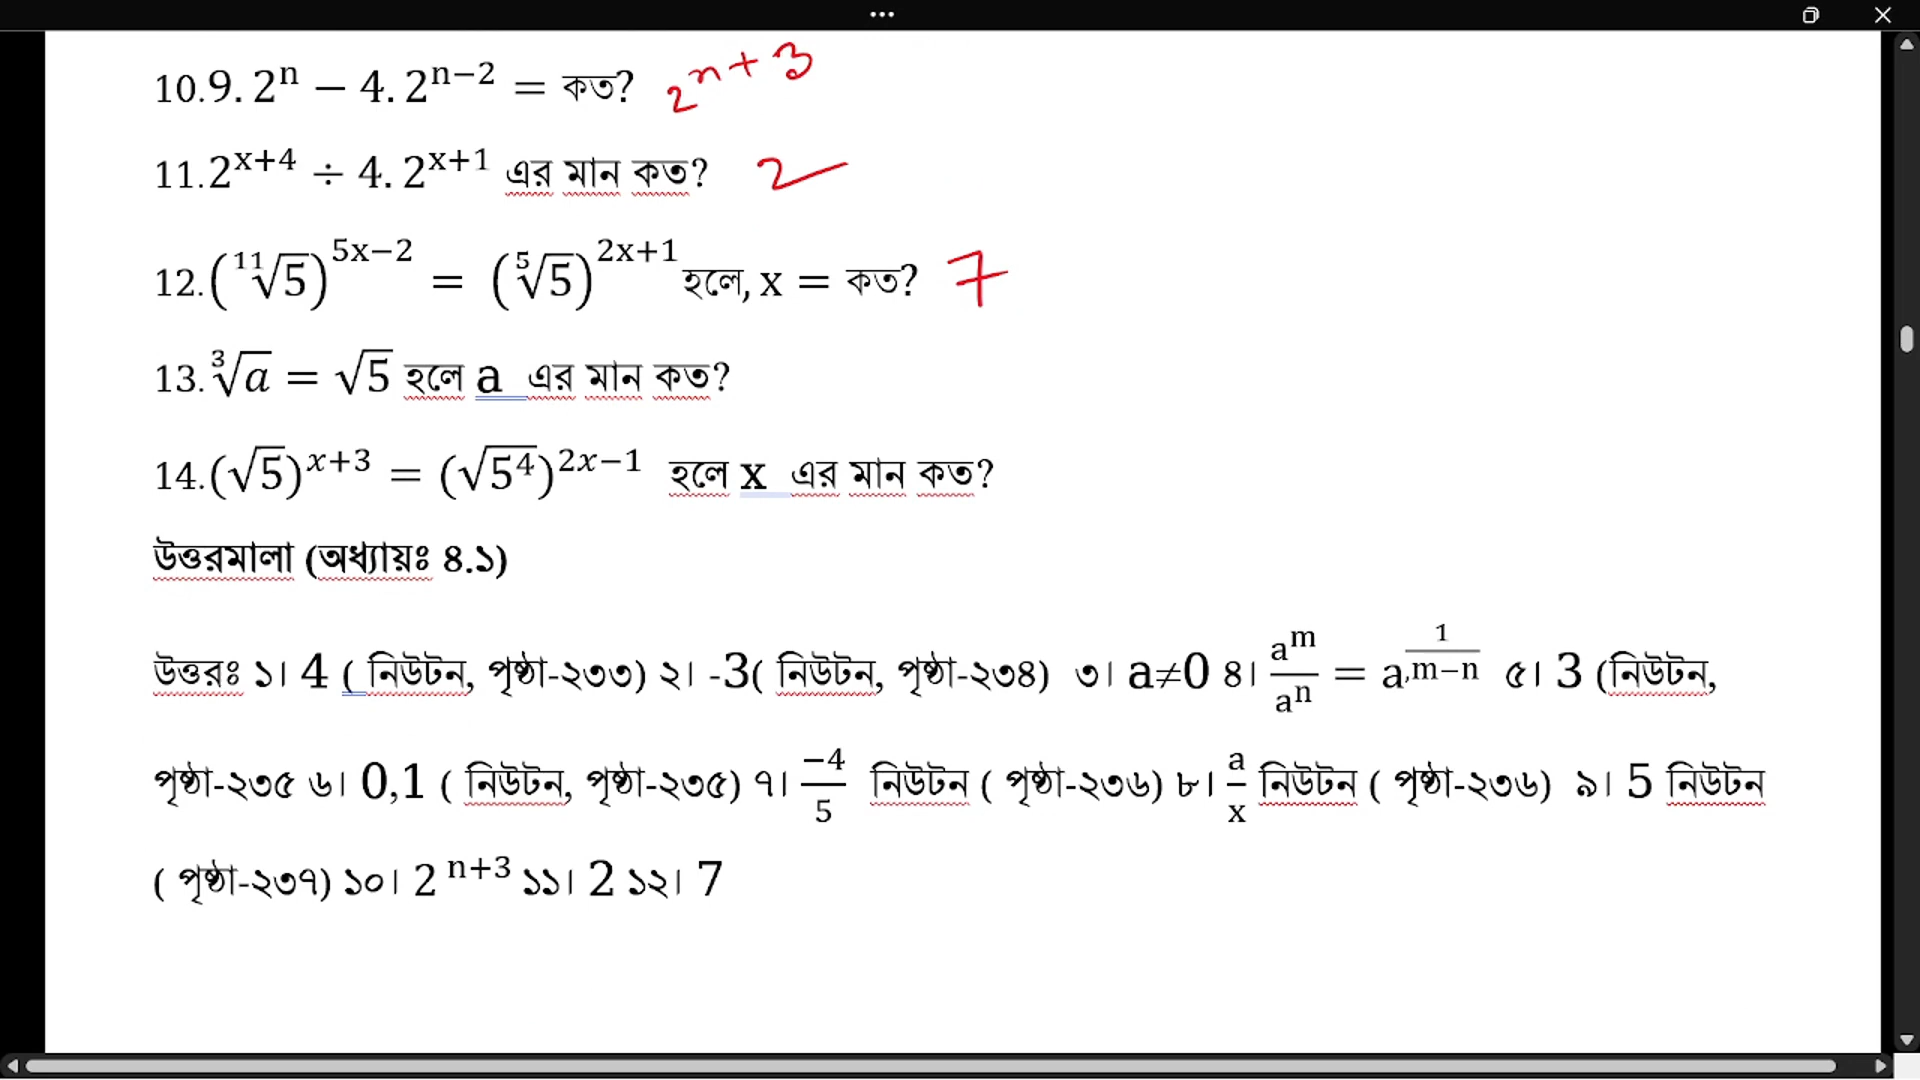 10.9. 2ⁿ − 4. 2ⁿ⁻² = কত? 2ⁿ⁺³
11.2ˣ⁺⁴ ÷ 4. 2ˣ⁺¹ এর মান কত? 2
12.(¹¹√5)⁵ˣ⁻² = (⁵√5)²ˣ⁺¹ হলে, x = কত? 7
13.³√a = √5 হলে a এর মান কত?
14.(√5)ˣ⁺³ = (√5⁴)²ˣ⁻¹ হলে x এর মান কত?
উত্তরমালা (অধ্যায়ঃ ৪.১)
উত্তরঃ ১। 4 ( নিউটন, পৃষ্ঠা-২৩৩) ২। -3( নিউটন, পৃষ্ঠা-২৩৪) ৩। a≠0 ৪। aᵐ/aⁿ = a^(1/,m−n) ৫। 3 (নিউটন,
পৃষ্ঠা-২৩৫ ৬। 0,1 ( নিউটন, পৃষ্ঠা-২৩৫) ৭। −4/5 নিউটন ( পৃষ্ঠা-২৩৬) ৮। a/x নিউটন ( পৃষ্ঠা-২৩৬) ৯। 5 নিউটন
( পৃষ্ঠা-২৩৭) ১০। 2 ⁿ⁺³ ১১। 2 ১২। 7